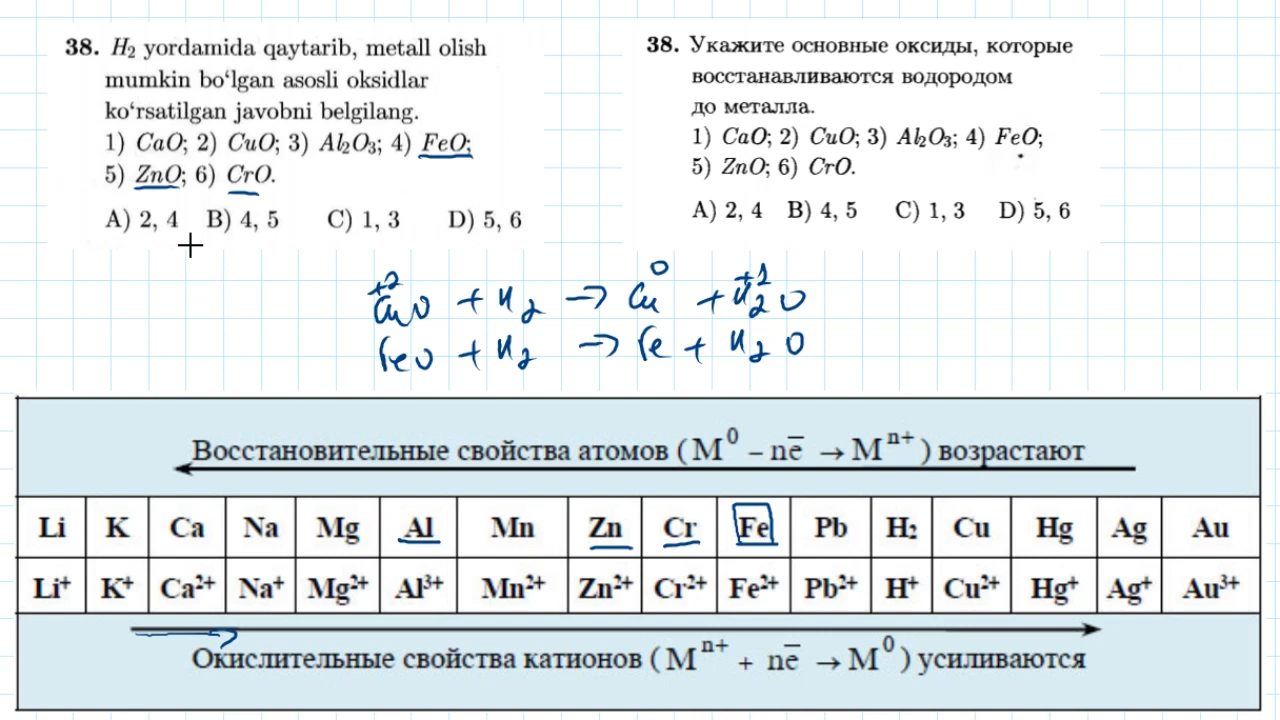 38. H₂ yordamida qaytarib, metall olish
mumkin bo‘lgan asosli oksidlar
ko‘rsatilgan javobni belgilang.
1) CaO; 2) CuO; 3) Al₂O₃; 4) FeO;
5) ZnO; 6) CrO.
A) 2, 4 B) 4, 5 C) 1, 3 D) 5, 6
38. Укажите основные оксиды, которые
восстанавливаются водородом
до металла.
1) CaO; 2) CuO; 3) Al₂O₃; 4) FeO;
5) ZnO; 6) CrO.
A) 2, 4 B) 4, 5 C) 1, 3 D) 5, 6
+2 0 +1
CuO + H₂ → Cu + H₂O
FeO + H₂ → Fe + H₂O
Восстановительные свойства атомов ( M⁰ – nē → Mⁿ⁺ ) возрастают
Li K Ca Na Mg Al Mn Zn Cr Fe Pb H₂ Cu Hg Ag Au
Li⁺ K⁺ Ca²⁺ Na⁺ Mg²⁺ Al³⁺ Mn²⁺ Zn²⁺ Cr²⁺ Fe²⁺ Pb²⁺ H⁺ Cu²⁺ Hg⁺ Ag⁺ Au³⁺
Окислительные свойства катионов ( Mⁿ⁺ + nē → M⁰ ) усиливаются